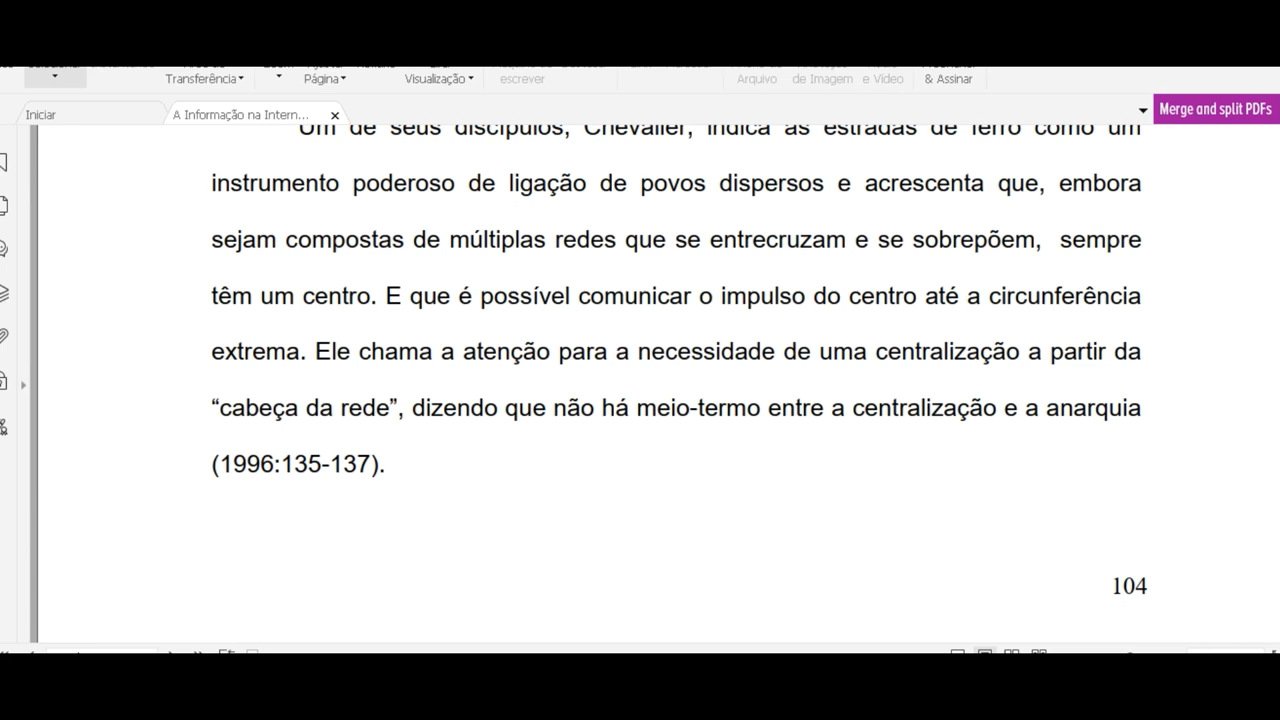 Transferência
Página
Visualização
escrever
Arquivo de Imagem e Vídeo & Assinar
Iniciar
A Informação na Intern...
Merge and split PDFs
Um de seus discípulos, Chevalier, indica as estradas de ferro como um
instrumento poderoso de ligação de povos dispersos e acrescenta que, embora
sejam compostas de múltiplas redes que se entrecruzam e se sobrepõem, sempre
têm um centro. E que é possível comunicar o impulso do centro até a circunferência
extrema. Ele chama a atenção para a necessidade de uma centralização a partir da
“cabeça da rede”, dizendo que não há meio-termo entre a centralização e a anarquia
(1996:135-137).
104